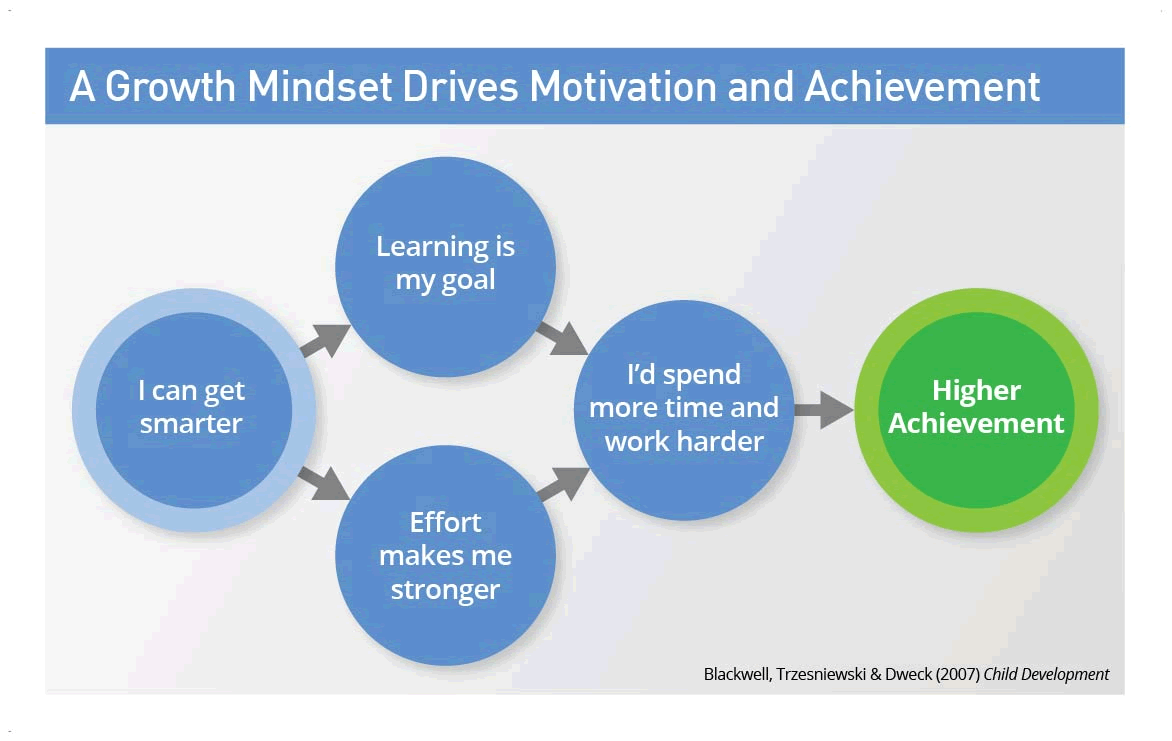 A Growth Mindset Drives Motivation and Achievement
Learning is
my goal
I can get
smarter
Effort
makes me
stronger
I’d spend
more time and
work harder
Higher
Achievement
Blackwell, Trzesniewski & Dweck (2007) Child Development